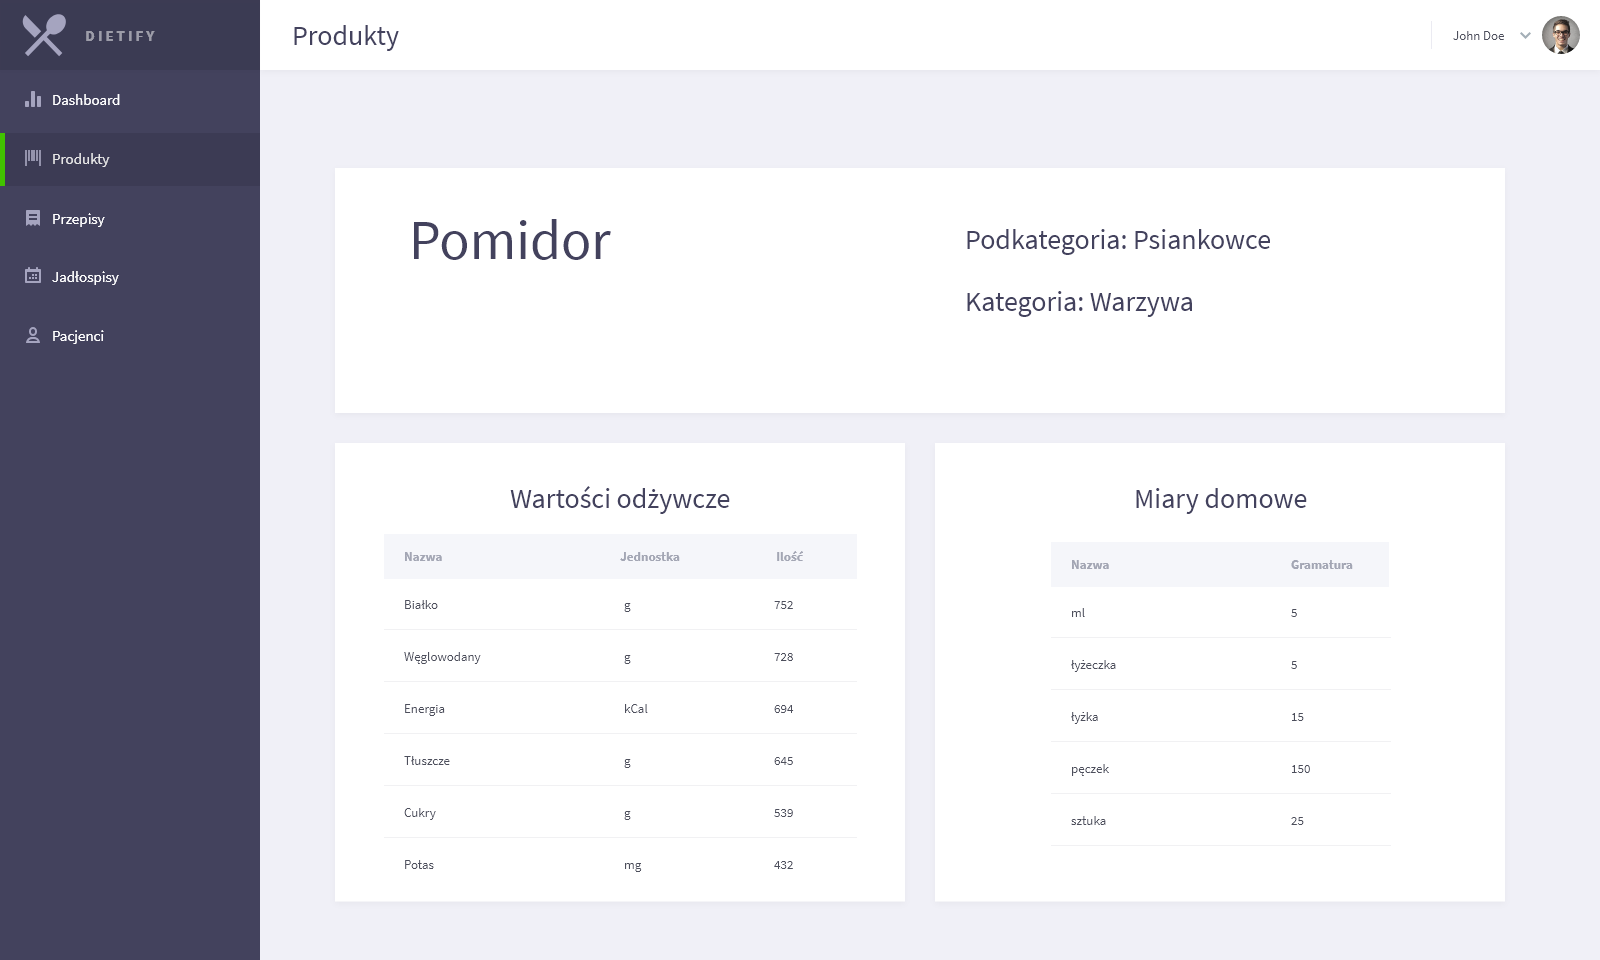 DIETIFY
Produkty
John Doe
Dashboard
Produkty
Przepisy
Jadłospisy
Pacjenci
Pomidor
Podkategoria: Psiankowce
Kategoria: Warzywa
Wartości odżywcze
Nazwa Jednostka Ilość
Białko g 752
Węglowodany g 728
Energia kCal 694
Tłuszcze g 645
Cukry g 539
Potas mg 432
Miary domowe
Nazwa Gramatura
ml 5
łyżeczka 5
łyżka 15
pęczek 150
sztuka 25